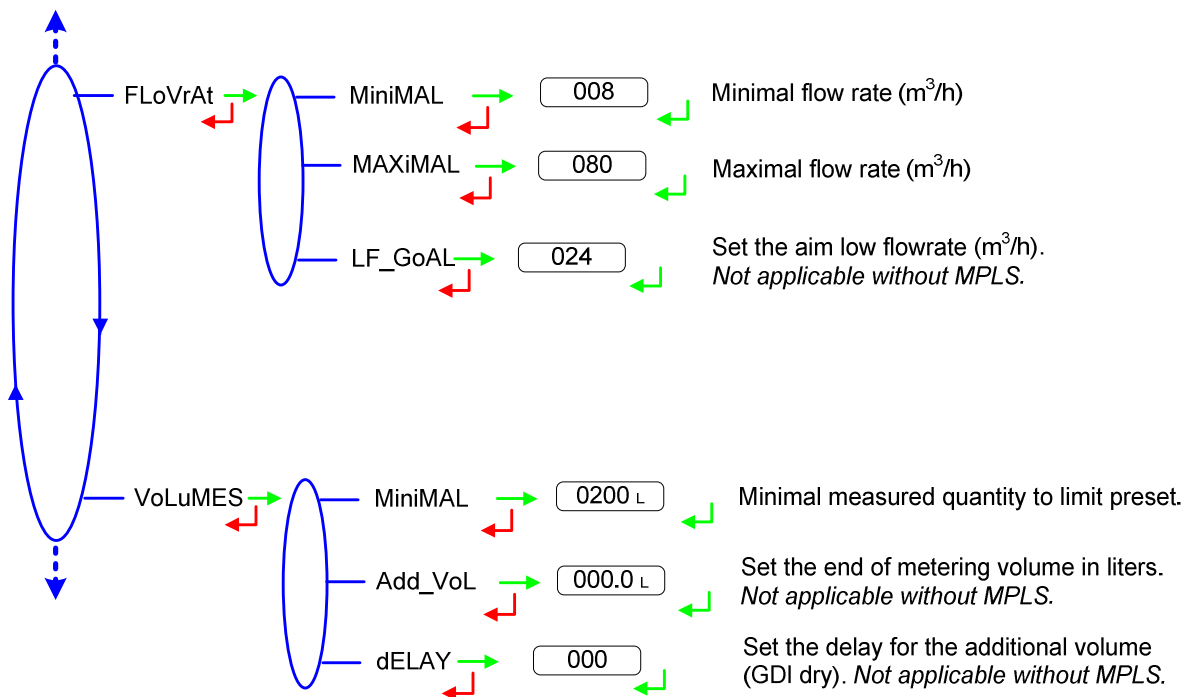 FLoVrAt
MiniMAL 008 Minimal flow rate (m³/h)
MAXiMAL 080 Maximal flow rate (m³/h)
LF_GoAL 024 Set the aim low flowrate (m³/h).
Not applicable without MPLS.
VoLuMES
MiniMAL 0200 L Minimal measured quantity to limit preset.
Add_VoL 000.0 L Set the end of metering volume in liters.
Not applicable without MPLS.
dELAY 000 Set the delay for the additional volume
(GDI dry). Not applicable without MPLS.